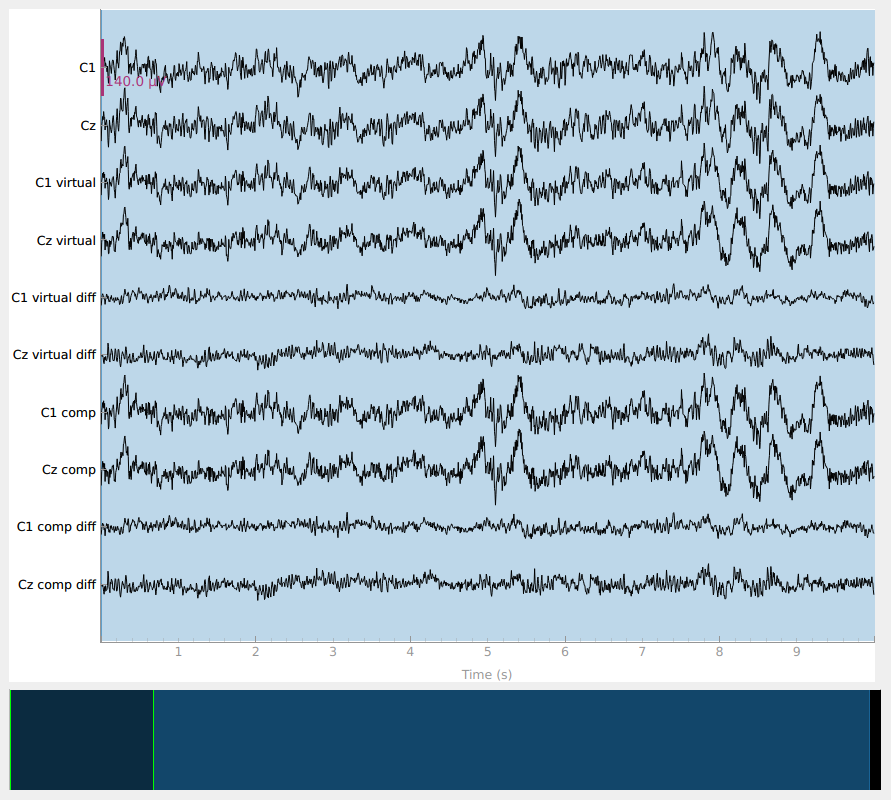 C1
140.0 µV
Cz
C1 virtual
Cz virtual
C1 virtual diff
Cz virtual diff
C1 comp
Cz comp
C1 comp diff
Cz comp diff
1 2 3 4 5 6 7 8 9
Time (s)